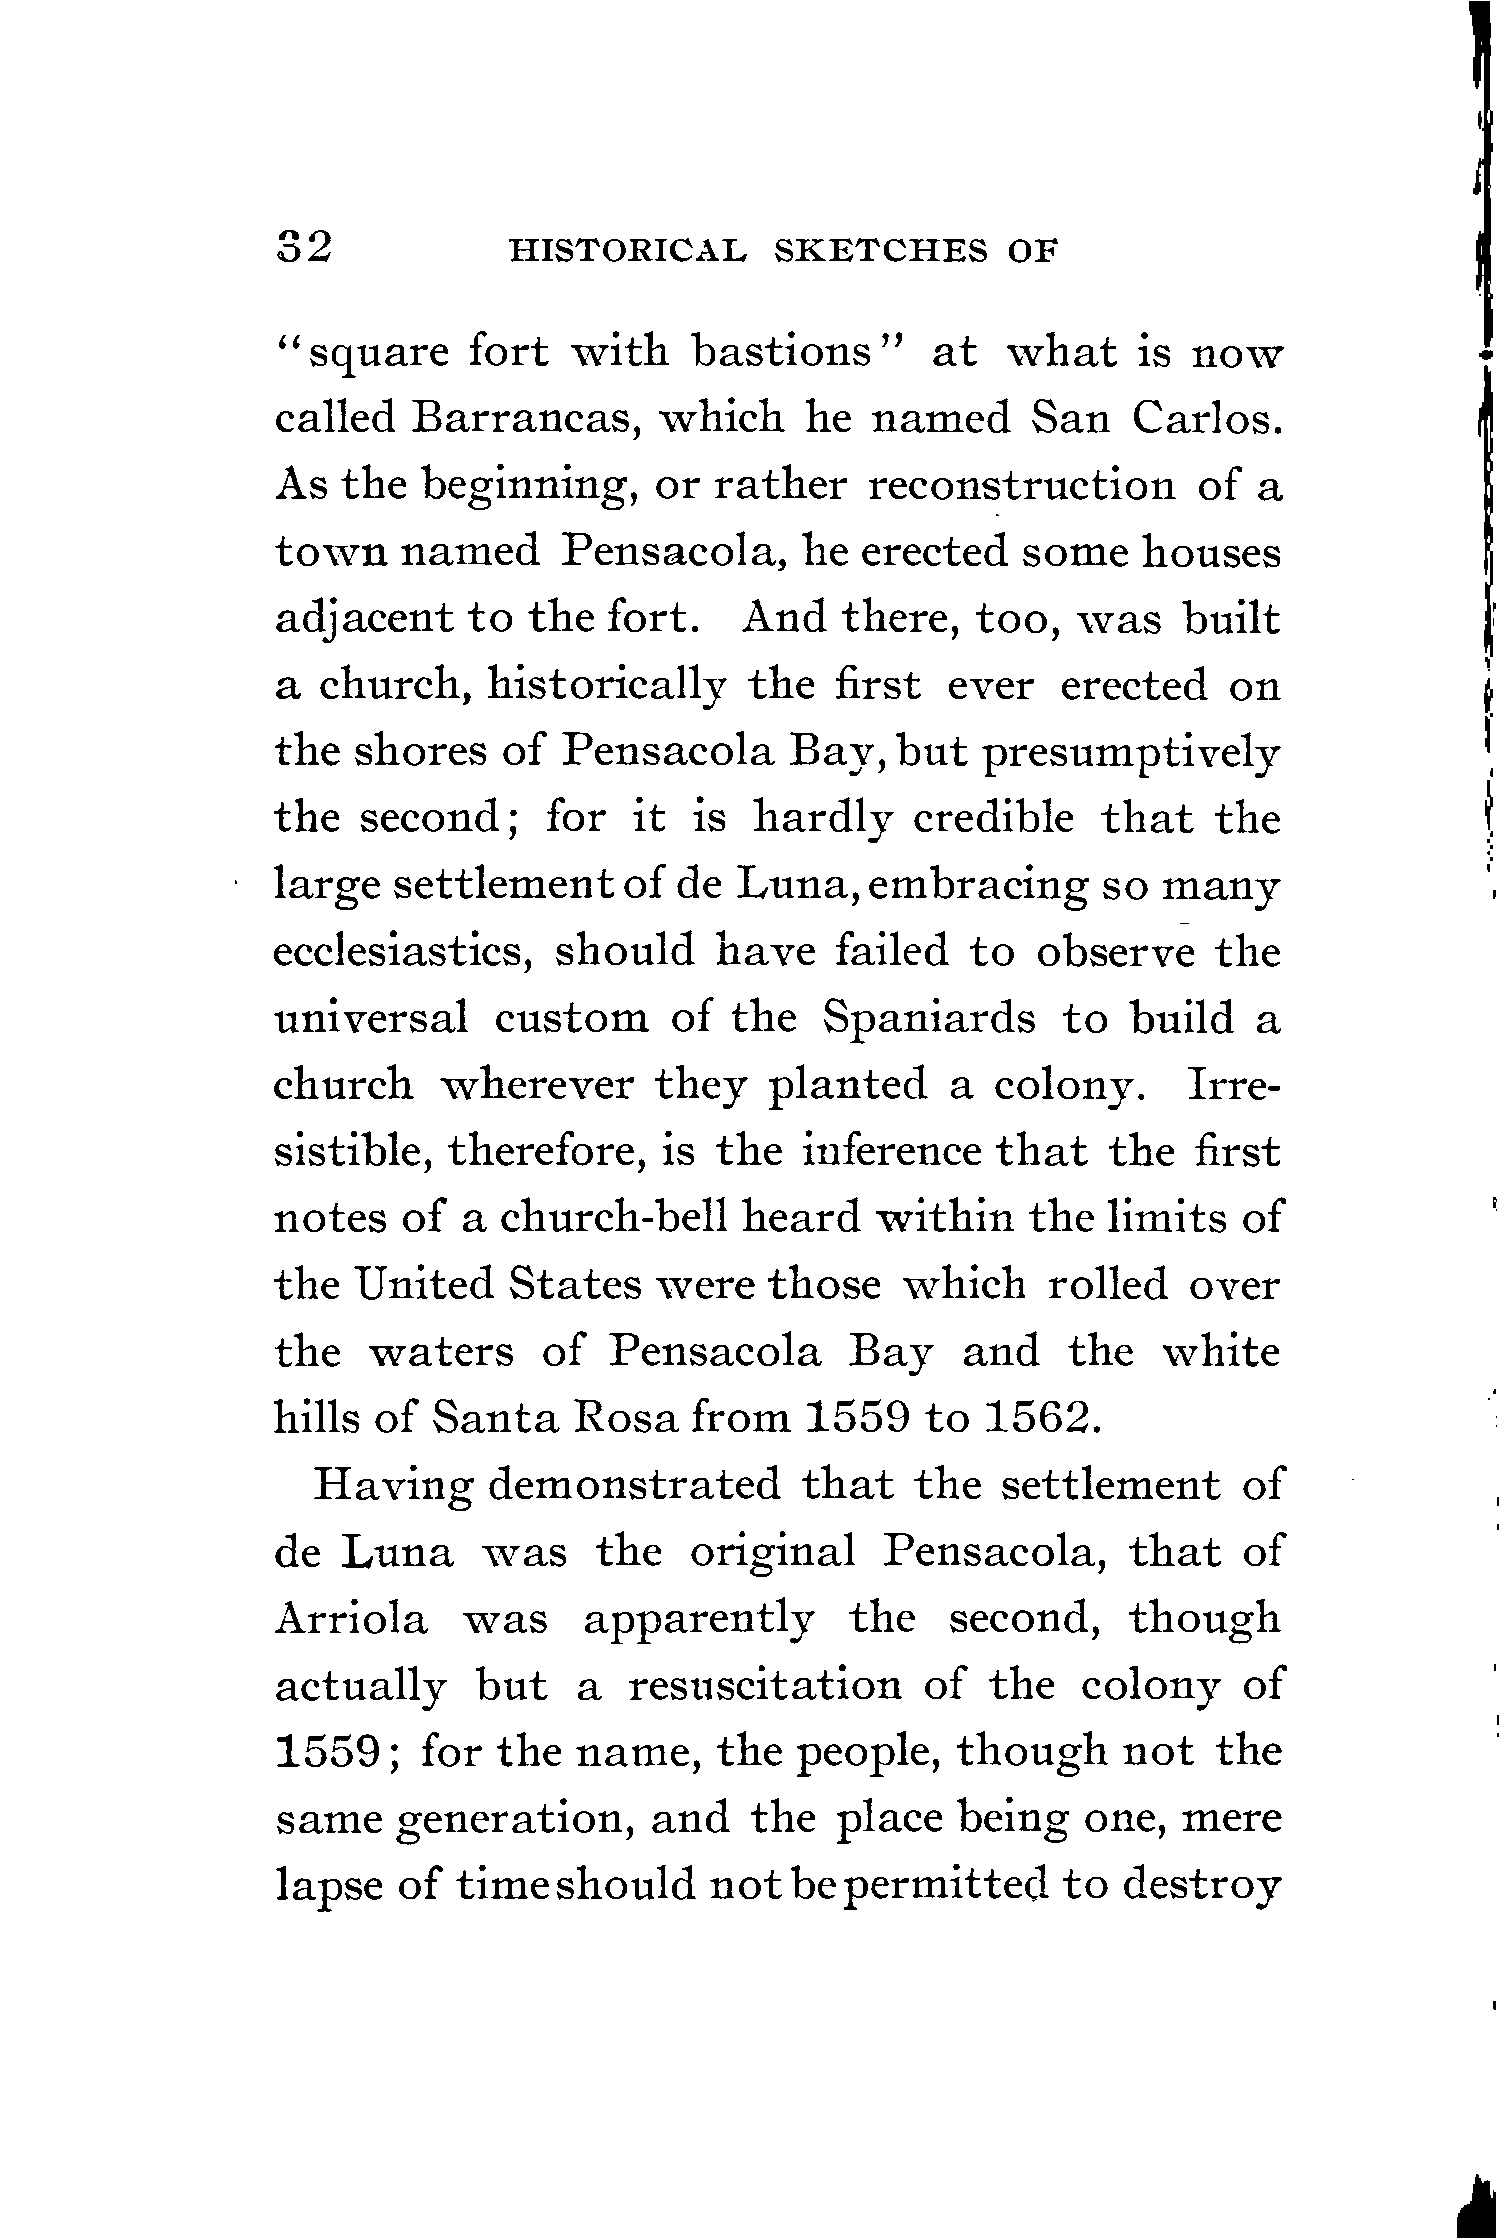 32 HISTORICAL SKETCHES OF
"square fort with bastions" at what is now
called Barrancas, which he named San Carlos.
As the beginning, or rather reconstruction of a
town named Pensacola, he erected some houses
adjacent to the fort. And there, too, was built
a church, historically the first ever erected on
the shores of Pensacola Bay, but presumptively
the second; for it is hardly credible that the
large settlement of de Luna, embracing so many
ecclesiastics, should have failed to observe the
universal custom of the Spaniards to build a
church wherever they planted a colony. Irre-
sistible, therefore, is the inference that the first
notes of a church-bell heard within the limits of
the United States were those which rolled over
the waters of Pensacola Bay and the white
hills of Santa Rosa from 1559 to 1562.
Having demonstrated that the settlement of
de Luna was the original Pensacola, that of
Arriola was apparently the second, though
actually but a resuscitation of the colony of
1559; for the name, the people, though not the
same generation, and the place being one, mere
lapse of time should not be permitted to destroy